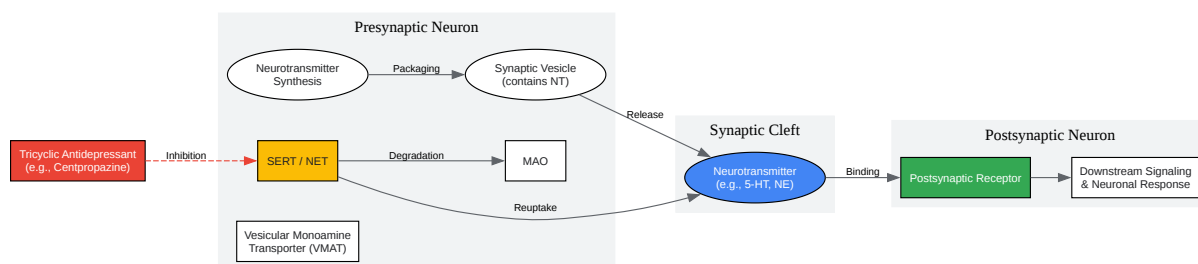 Presynaptic Neuron
Neurotransmitter
Synthesis
Packaging
Synaptic Vesicle
(contains NT)
Release
Tricyclic Antidepressant
(e.g., Centpropazine)
Inhibition
SERT / NET
Degradation
MAO
Reuptake
Vesicular Monoamine
Transporter (VMAT)
Synaptic Cleft
Neurotransmitter
(e.g., 5-HT, NE)
Binding
Postsynaptic Neuron
Postsynaptic Receptor
Downstream Signaling
& Neuronal Response